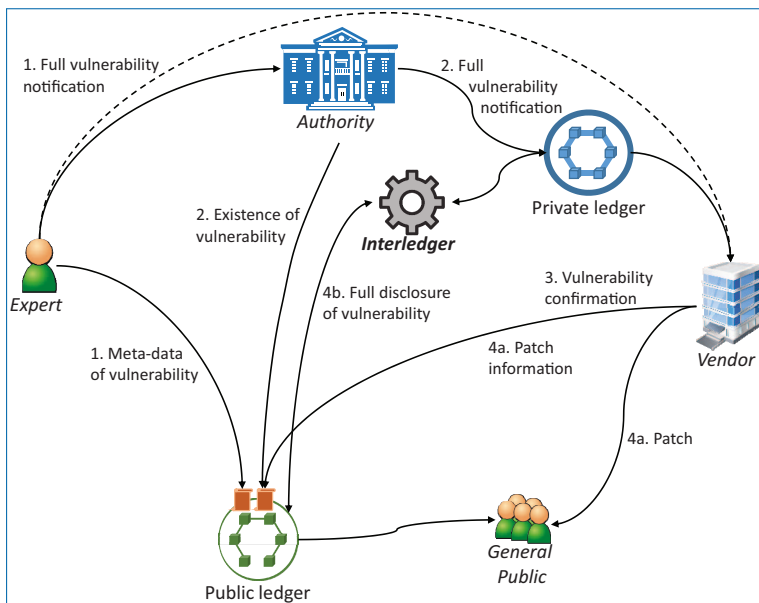 1. Full vulnerability
notification
Authority
2. Full
vulnerability
notification
Private ledger
Interledger
2. Existence of
vulnerability
Expert
4b. Full disclosure
of vulnerability
3. Vulnerability
confirmation
Vendor
1. Meta-data
of vulnerability
4a. Patch
information
4a. Patch
General
Public
Public ledger